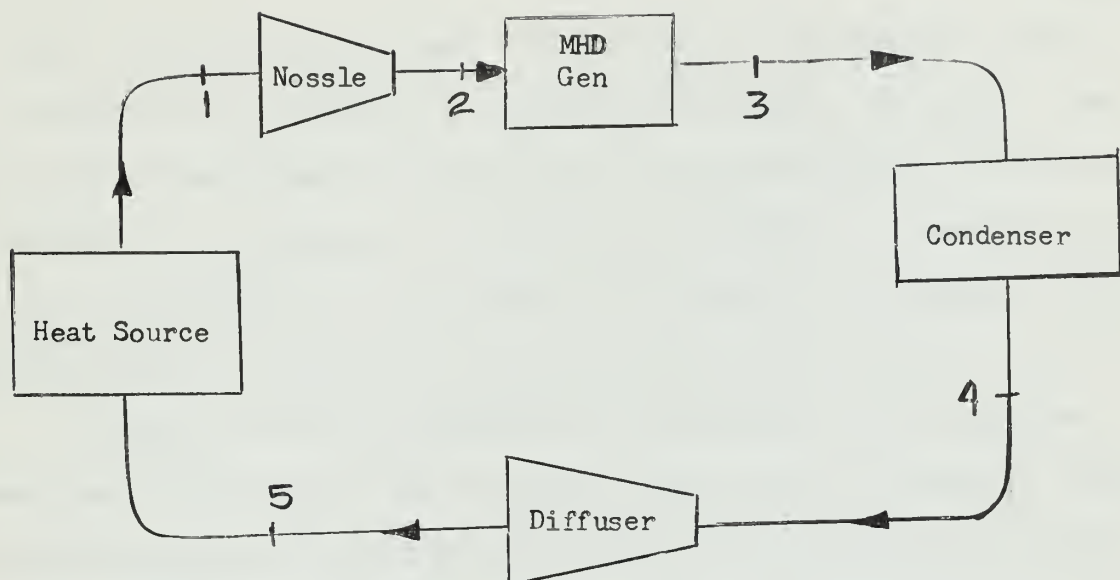 Nossle
MHD
Gen
1
2
3
Condenser
Heat Source
4
5
Diffuser